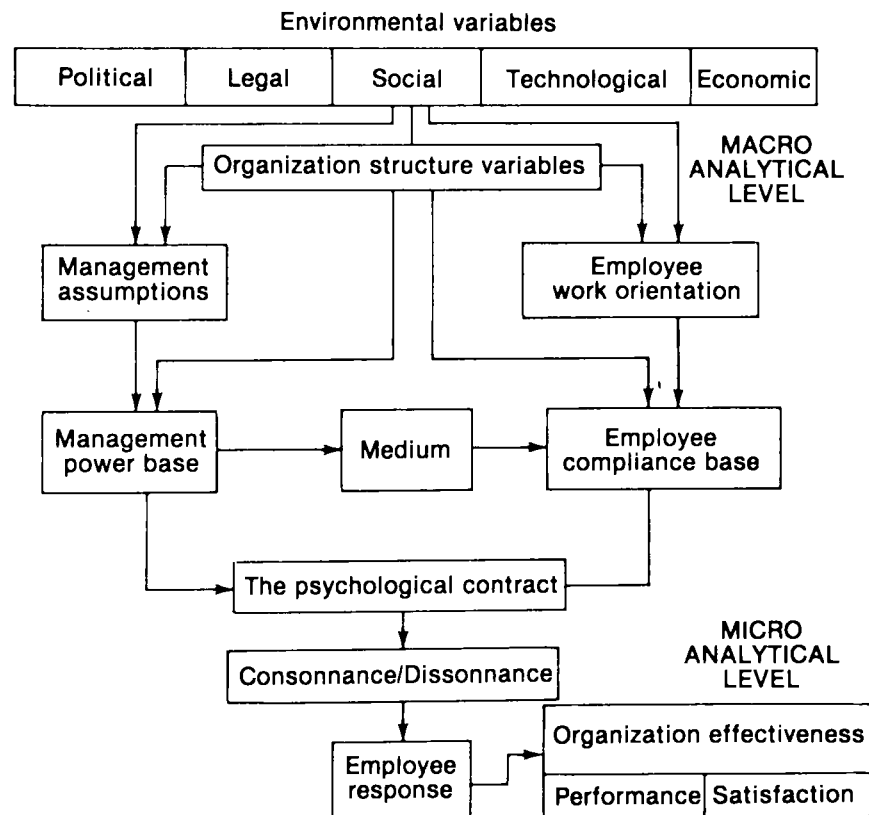 Environmental variables
Political Legal Social Technological Economic
MACRO
ANALYTICAL
LEVEL
Organization structure variables
Management
assumptions
Employee
work orientation
Management
power base
Medium
Employee
compliance base
The psychological contract
MICRO
ANALYTICAL
LEVEL
Consonnance/Dissonnance
Organization effectiveness
Employee
response
Performance Satisfaction